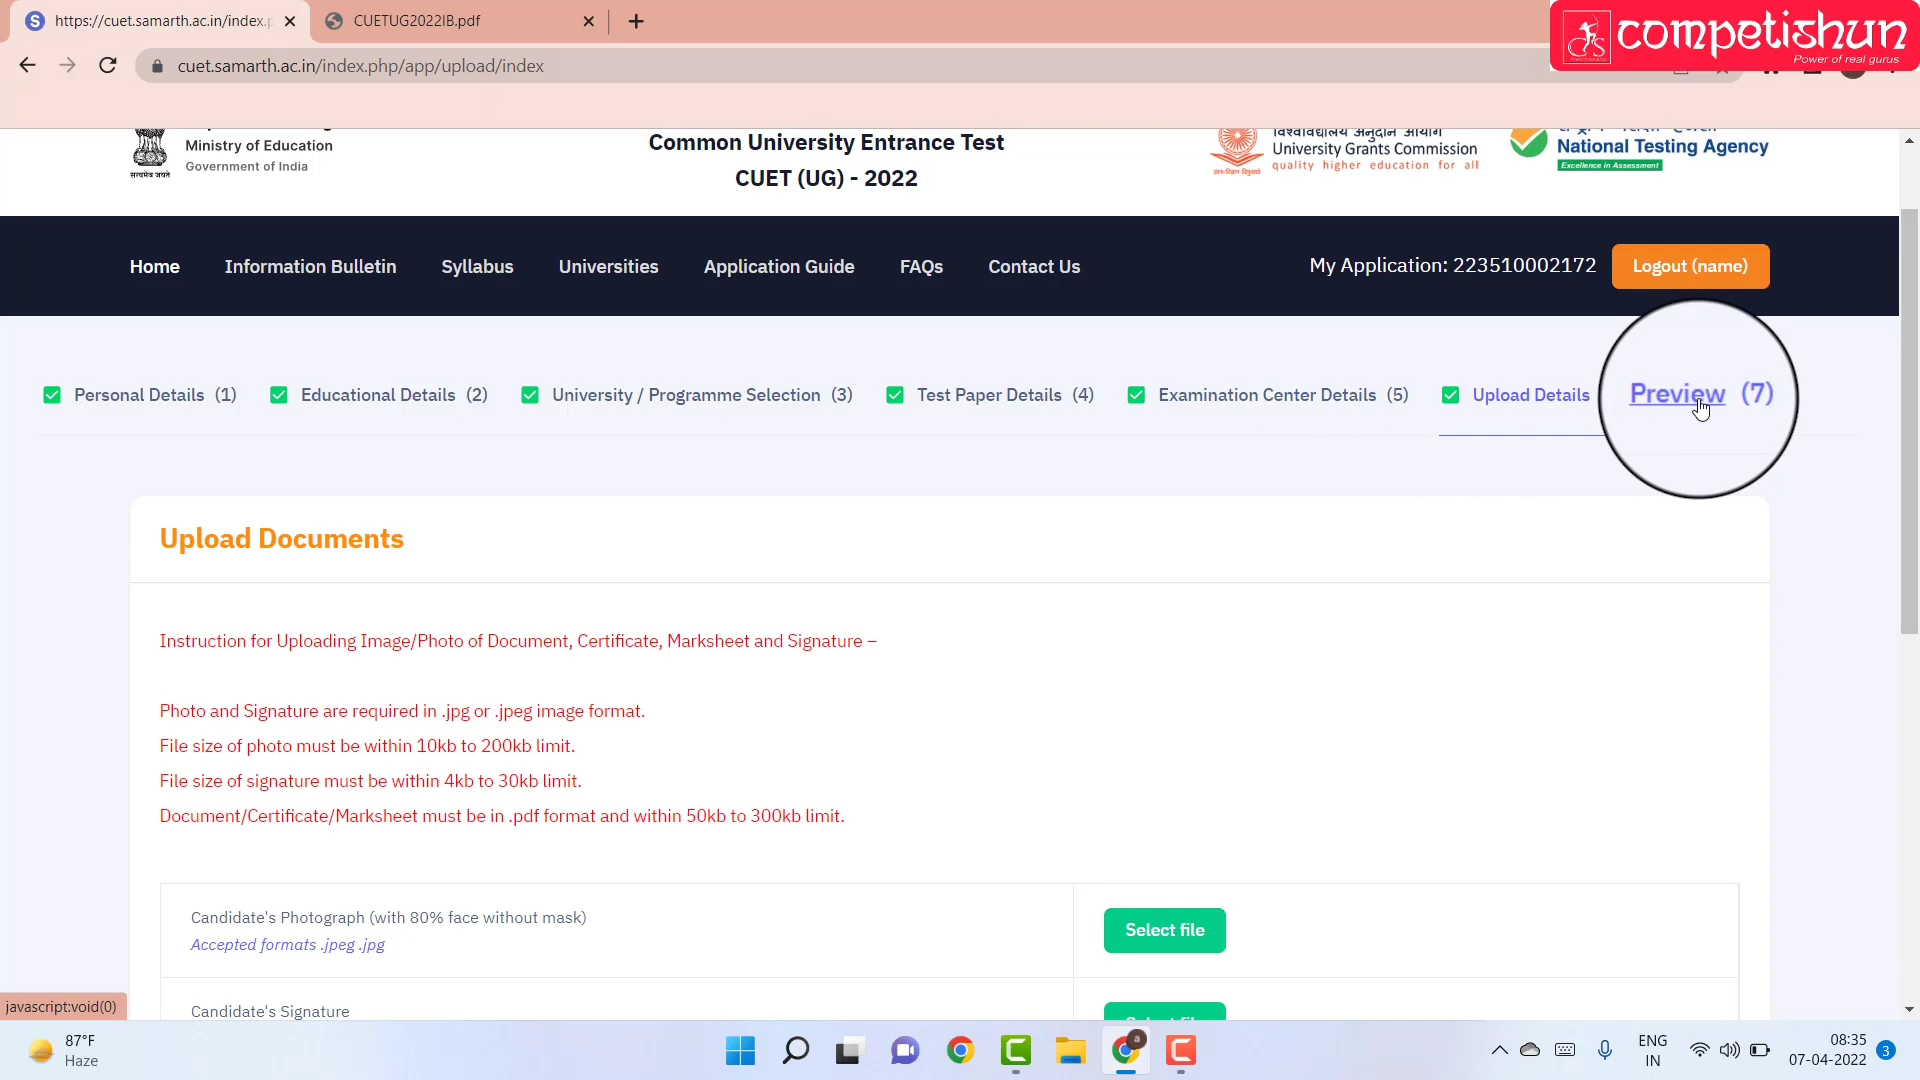 https://cuet.samarth.ac.in/index.p
CUETUG2022IB.pdf
competishun
Power of real gurus
cuet.samarth.ac.in/index.php/app/upload/index
Ministry of Education
Government of India
सत्यमेव जयते
Common University Entrance Test
CUET (UG) - 2022
विश्वविद्यालय अनुदान आयोग
University Grants Commission
quality higher education for all
ज्ञान-विज्ञान विमुक्तये
National Testing Agency
Excellence in Assessment
Home Information Bulletin Syllabus Universities Application Guide FAQs Contact Us My Application: 223510002172 Logout (name)
Personal Details (1) Educational Details (2) University / Programme Selection (3) Test Paper Details (4) Examination Center Details (5) Upload Details Preview (7)
Upload Documents
Instruction for Uploading Image/Photo of Document, Certificate, Marksheet and Signature –
Photo and Signature are required in .jpg or .jpeg image format.
File size of photo must be within 10kb to 200kb limit.
File size of signature must be within 4kb to 30kb limit.
Document/Certificate/Marksheet must be in .pdf format and within 50kb to 300kb limit.
Candidate's Photograph (with 80% face without mask)
Accepted formats .jpeg .jpg
Select file
Candidate's Signature
javascript:void(0)
87°F
Haze
ENG
IN
08:35
07-04-2022
3